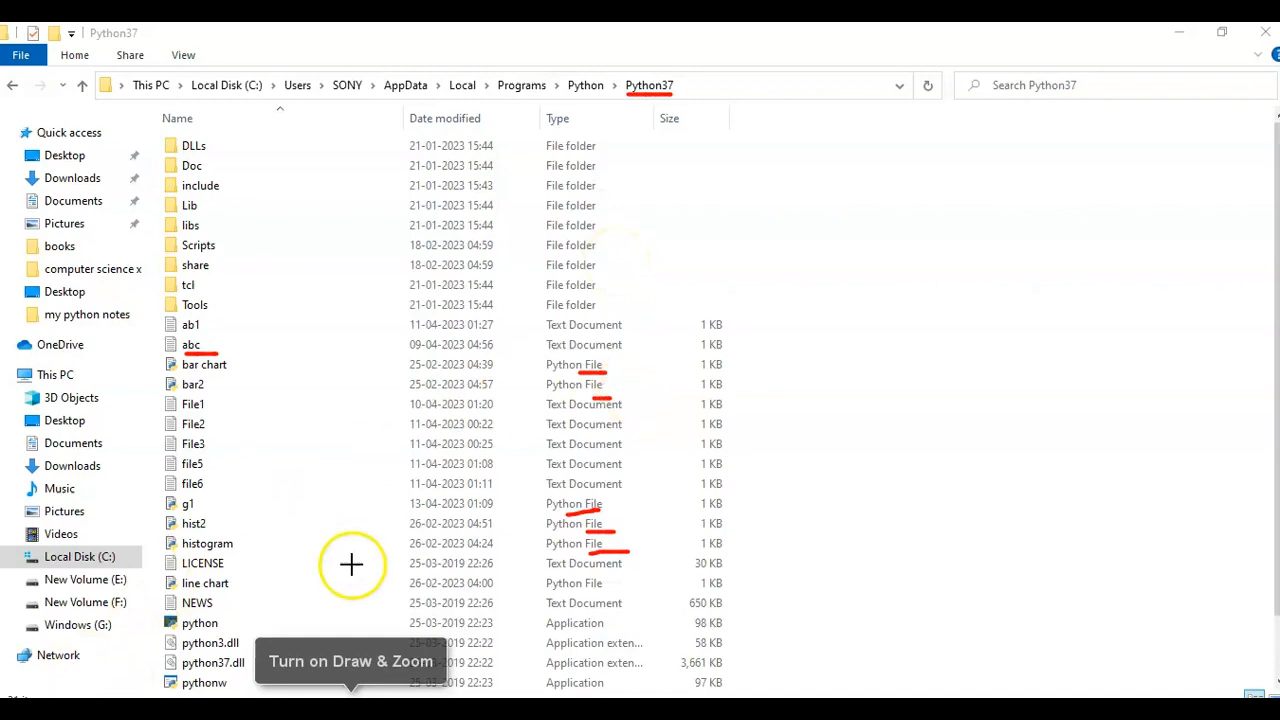 Python37
File Home Share View
This PC > Local Disk (C:) > Users > SONY > AppData > Local > Programs > Python > Python37
Search Python37
Name Date modified Type Size
Quick access
Desktop
Downloads
Documents
Pictures
books
computer science x
Desktop
my python notes
OneDrive
This PC
3D Objects
Desktop
Documents
Downloads
Music
Pictures
Videos
Local Disk (C:)
New Volume (E:)
New Volume (F:)
Windows (G:)
Network
DLLs 21-01-2023 15:44 File folder
Doc 21-01-2023 15:44 File folder
include 21-01-2023 15:43 File folder
Lib 21-01-2023 15:44 File folder
libs 21-01-2023 15:44 File folder
Scripts 18-02-2023 04:59 File folder
share 18-02-2023 04:59 File folder
tcl 21-01-2023 15:44 File folder
Tools 21-01-2023 15:44 File folder
ab1 11-04-2023 01:27 Text Document 1 KB
abc 09-04-2023 04:56 Text Document 1 KB
bar chart 25-02-2023 04:39 Python File 1 KB
bar2 25-02-2023 04:57 Python File 1 KB
File1 10-04-2023 01:20 Text Document 1 KB
File2 11-04-2023 00:22 Text Document 1 KB
File3 11-04-2023 00:25 Text Document 1 KB
file5 11-04-2023 01:08 Text Document 1 KB
file6 11-04-2023 01:11 Text Document 1 KB
g1 13-04-2023 01:09 Python File 1 KB
hist2 26-02-2023 04:51 Python File 1 KB
histogram 26-02-2023 04:24 Python File 1 KB
LICENSE 25-03-2019 22:26 Text Document 30 KB
line chart 26-02-2023 04:00 Python File 1 KB
NEWS 25-03-2019 22:26 Text Document 650 KB
python 25-03-2019 22:23 Application 98 KB
python3.dll 22:22 Application exten... 58 KB
python37.dll 22:22 Application exten... 3,661 KB
pythonw 22:23 Application 97 KB
Turn on Draw & Zoom